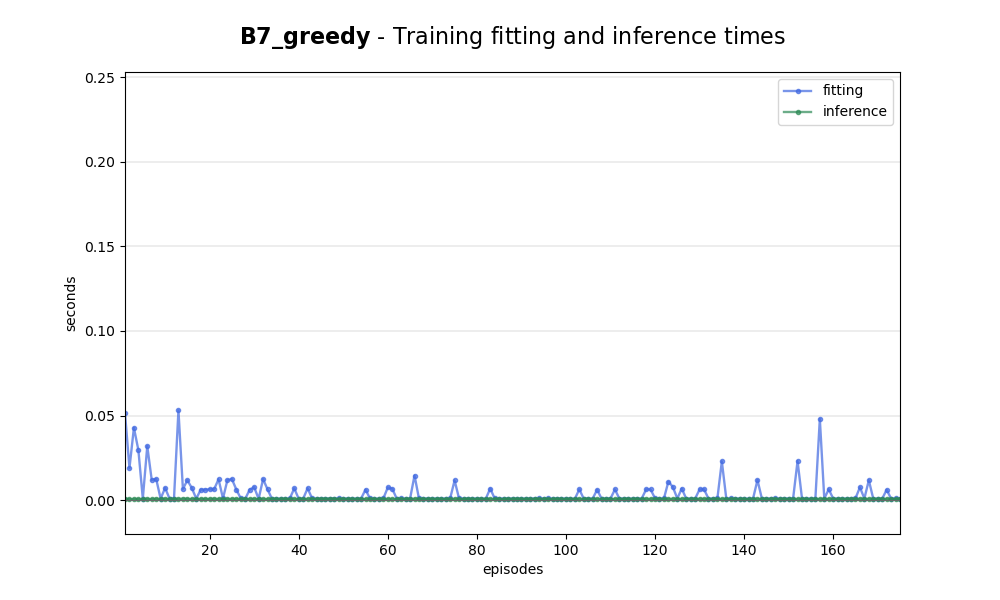 B7_greedy - Training fitting and inference times
fitting
inference
0.25
0.20
0.15
0.10
0.05
0.00
seconds
20 40 60 80 100 120 140 160
episodes